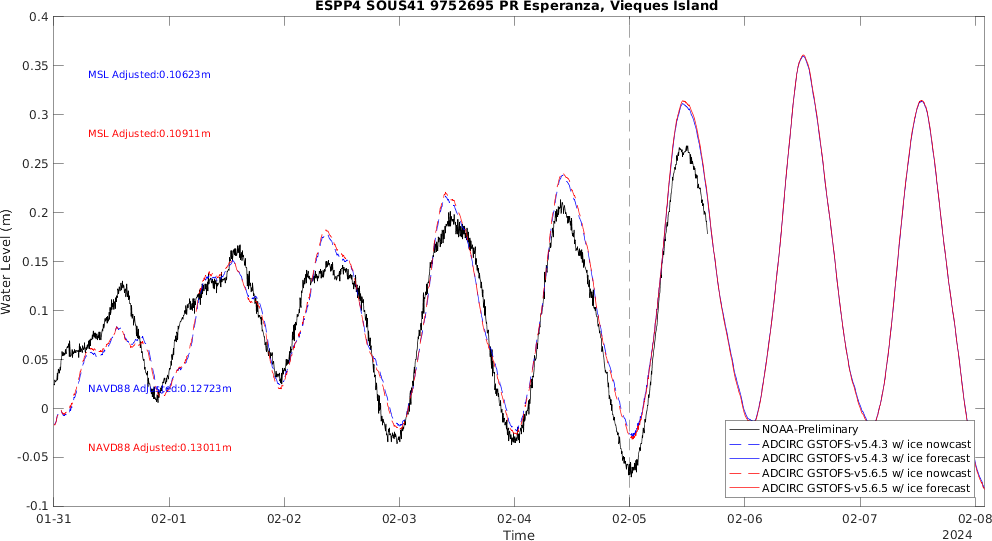 ESPP4 SOUS41 9752695 PR Esperanza, Vieques Island
0.4
0.35
0.3
0.25
0.2
0.15
0.1
0.05
0
-0.05
-0.1
Water Level (m)
MSL Adjusted:0.10623m
MSL Adjusted:0.10911m
NAVD88 Adjusted:0.12723m
NAVD88 Adjusted:0.13011m
NOAA-Preliminary
ADCIRC GSTOFS-v5.4.3 w/ ice nowcast
ADCIRC GSTOFS-v5.4.3 w/ ice forecast
ADCIRC GSTOFS-v5.6.5 w/ ice nowcast
ADCIRC GSTOFS-v5.6.5 w/ ice forecast
01-31 02-01 02-02 02-03 02-04 02-05 02-06 02-07 02-08
Time
2024